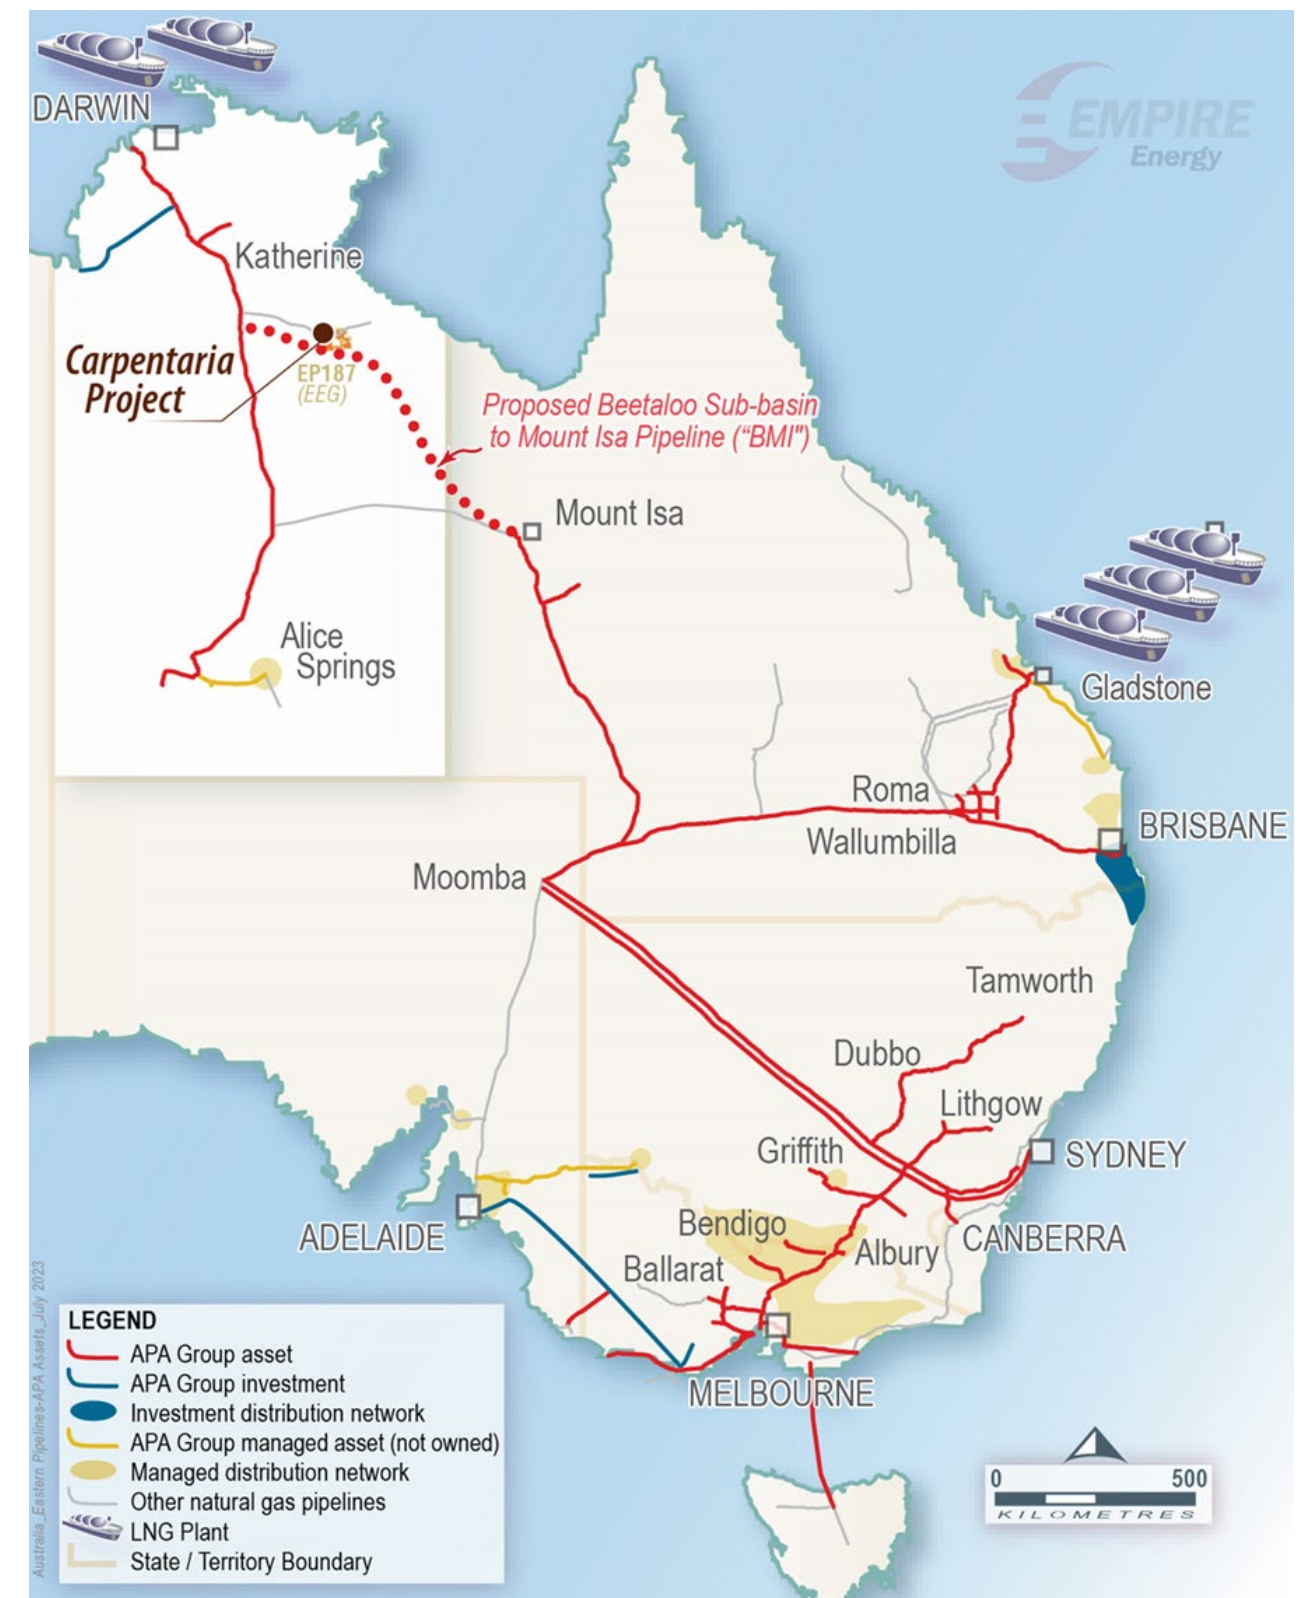 DARWIN
EMPIRE
Energy
Katherine
Carpentaria
Project
EP187
(EEG)
Proposed Beetaloo Sub-basin
to Mount Isa Pipeline (“BMI")
Mount Isa
Alice
Springs
Gladstone
Roma
Wallumbilla
BRISBANE
Moomba
Tamworth
Dubbo
Lithgow
Griffith
SYDNEY
ADELAIDE
Bendigo
Albury
CANBERRA
Ballarat
MELBOURNE
LEGEND
APA Group asset
APA Group investment
Investment distribution network
APA Group managed asset (not owned)
Managed distribution network
Other natural gas pipelines
LNG Plant
State / Territory Boundary
0 500
KILOMETRES
Australia_Eastern Pipelines-APA Assets_July 2023